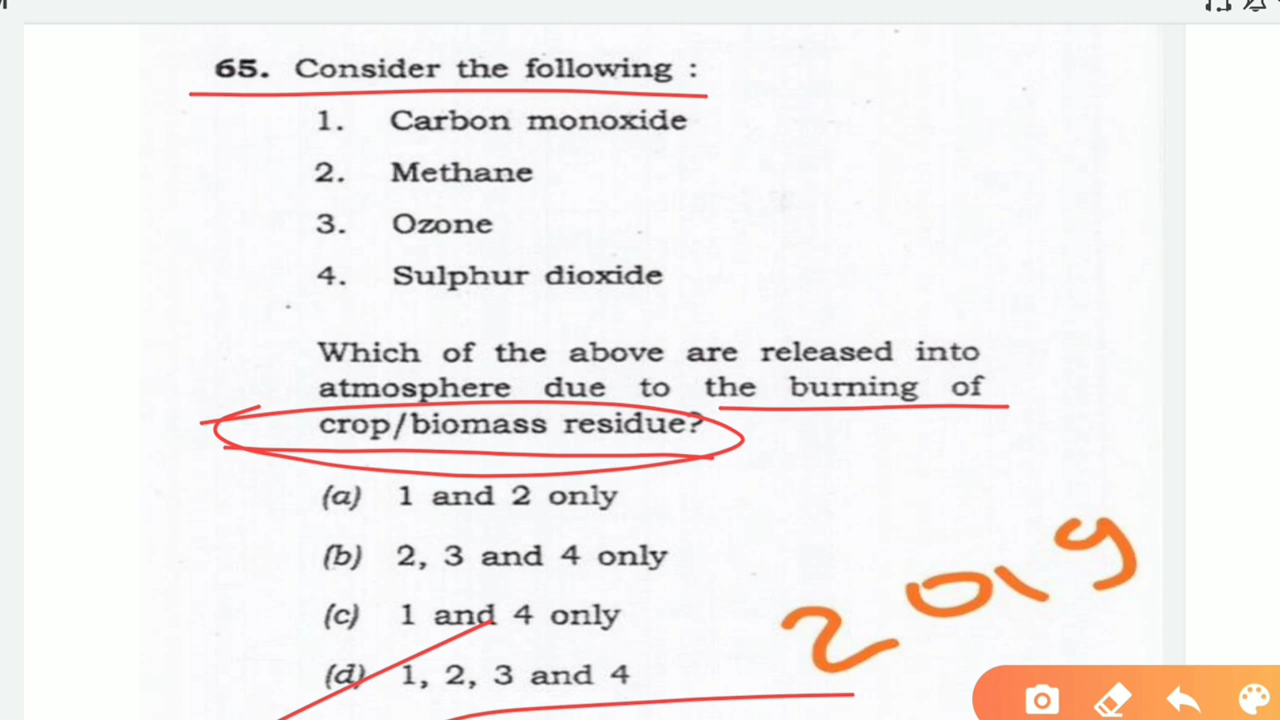 65. Consider the following :
1. Carbon monoxide
2. Methane
3. Ozone
4. Sulphur dioxide
Which of the above are released into
atmosphere due to the burning of
crop/biomass residue?
(a) 1 and 2 only
(b) 2, 3 and 4 only
(c) 1 and 4 only
(d) 1, 2, 3 and 4
2019